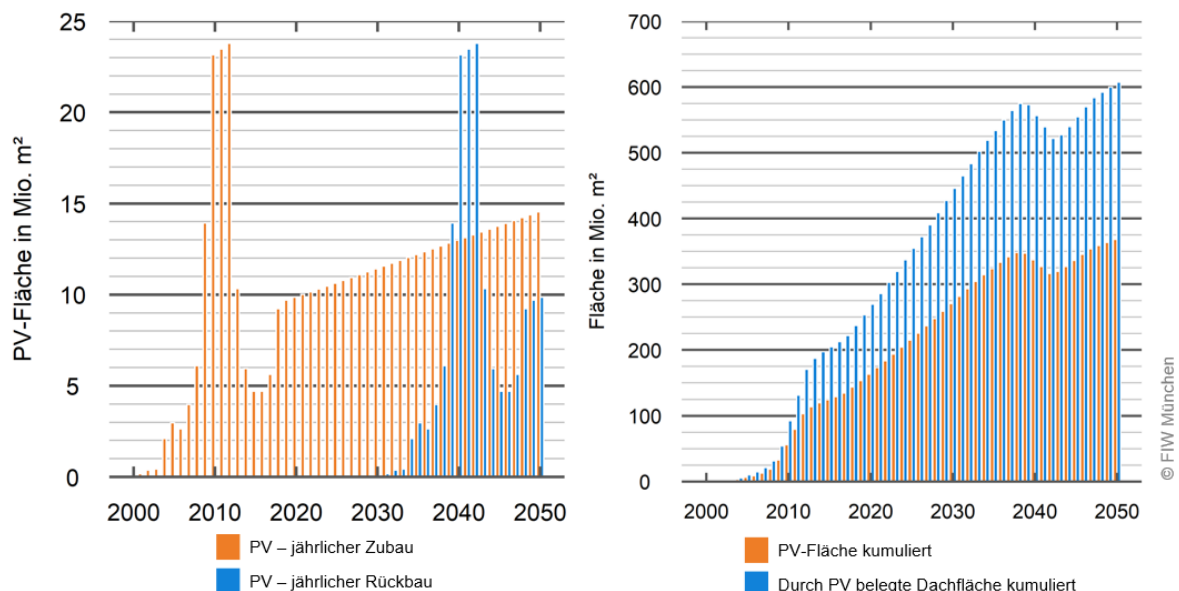 PV-Fläche in Mio. m²
25
20
15
10
5
0
2000 2010 2020 2030 2040 2050
PV – jährlicher Zubau
PV – jährlicher Rückbau
Fläche in Mio. m²
700
600
500
400
300
200
100
0
2000 2010 2020 2030 2040 2050
PV-Fläche kumuliert
Durch PV belegte Dachfläche kumuliert
© FIW München